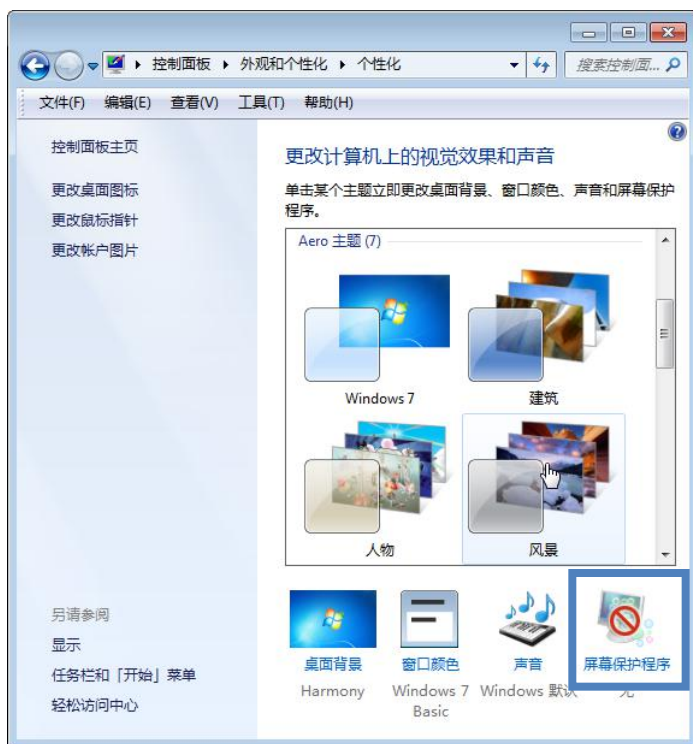 控制面板 ▸ 外观和个性化 ▸ 个性化
搜索控制面...
文件(F) 编辑(E) 查看(V) 工具(T) 帮助(H)
控制面板主页
更改桌面图标
更改鼠标指针
更改帐户图片
另请参阅
显示
任务栏和「开始」菜单
轻松访问中心
更改计算机上的视觉效果和声音
单击某个主题立即更改桌面背景、窗口颜色、声音和屏幕保护
程序。
Aero 主题 (7)
Windows 7
建筑
人物
风景
桌面背景
Harmony
窗口颜色
Windows 7
Basic
声音
Windows 默认
屏幕保护程序